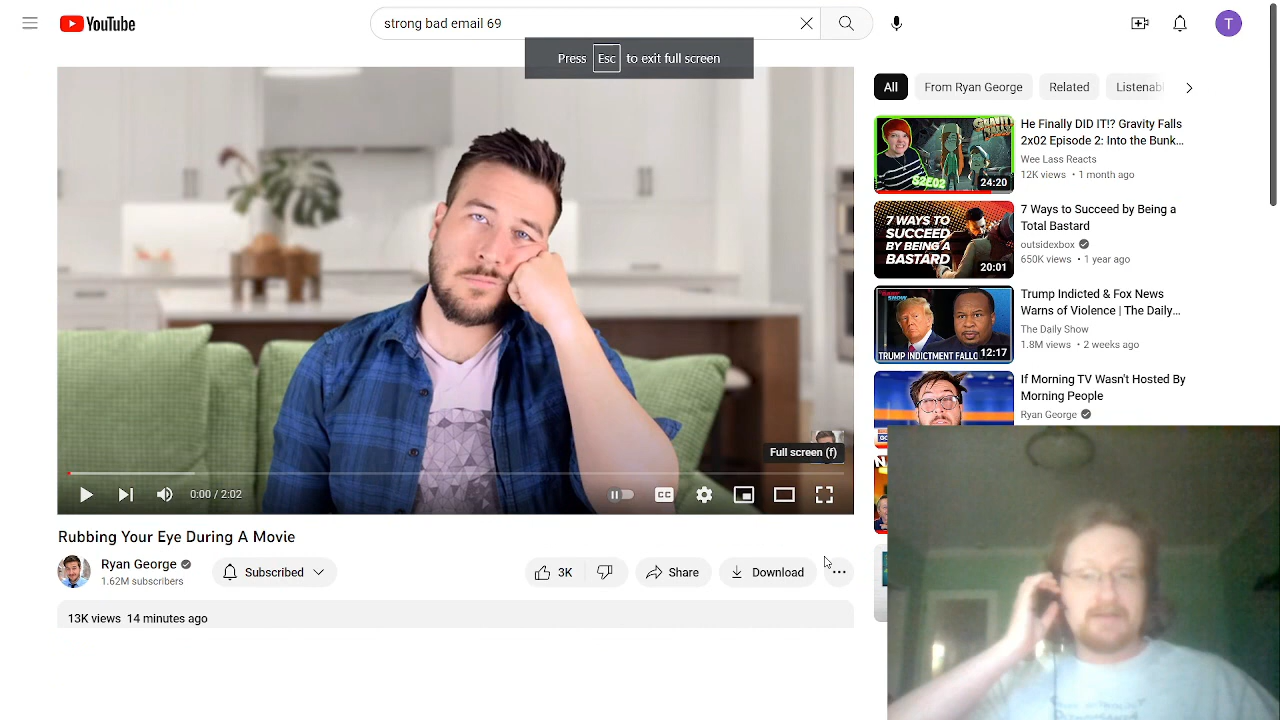 YouTube
strong bad email 69
T
Press Esc to exit full screen
All
From Ryan George
Related
Listenabl
He Finally DID IT!? Gravity Falls
2x02 Episode 2: Into the Bunk...
Wee Lass Reacts
12K views • 1 month ago
S2E02
24:20
7 WAYS TO
SUCCEED
BY BEING A
BASTARD
20:01
7 Ways to Succeed by Being a
Total Bastard
outsidexbox
650K views • 1 year ago
SHOW
TRUMP INDICTMENT FALLO
12:17
Trump Indicted & Fox News
Warns of Violence | The Daily...
The Daily Show
1.8M views • 2 weeks ago
If Morning TV Wasn't Hosted By
Morning People
Ryan George
Full screen (f)
0:00 / 2:02
CC
Rubbing Your Eye During A Movie
Ryan George
1.62M subscribers
Subscribed
3K
Share
Download
13K views 14 minutes ago